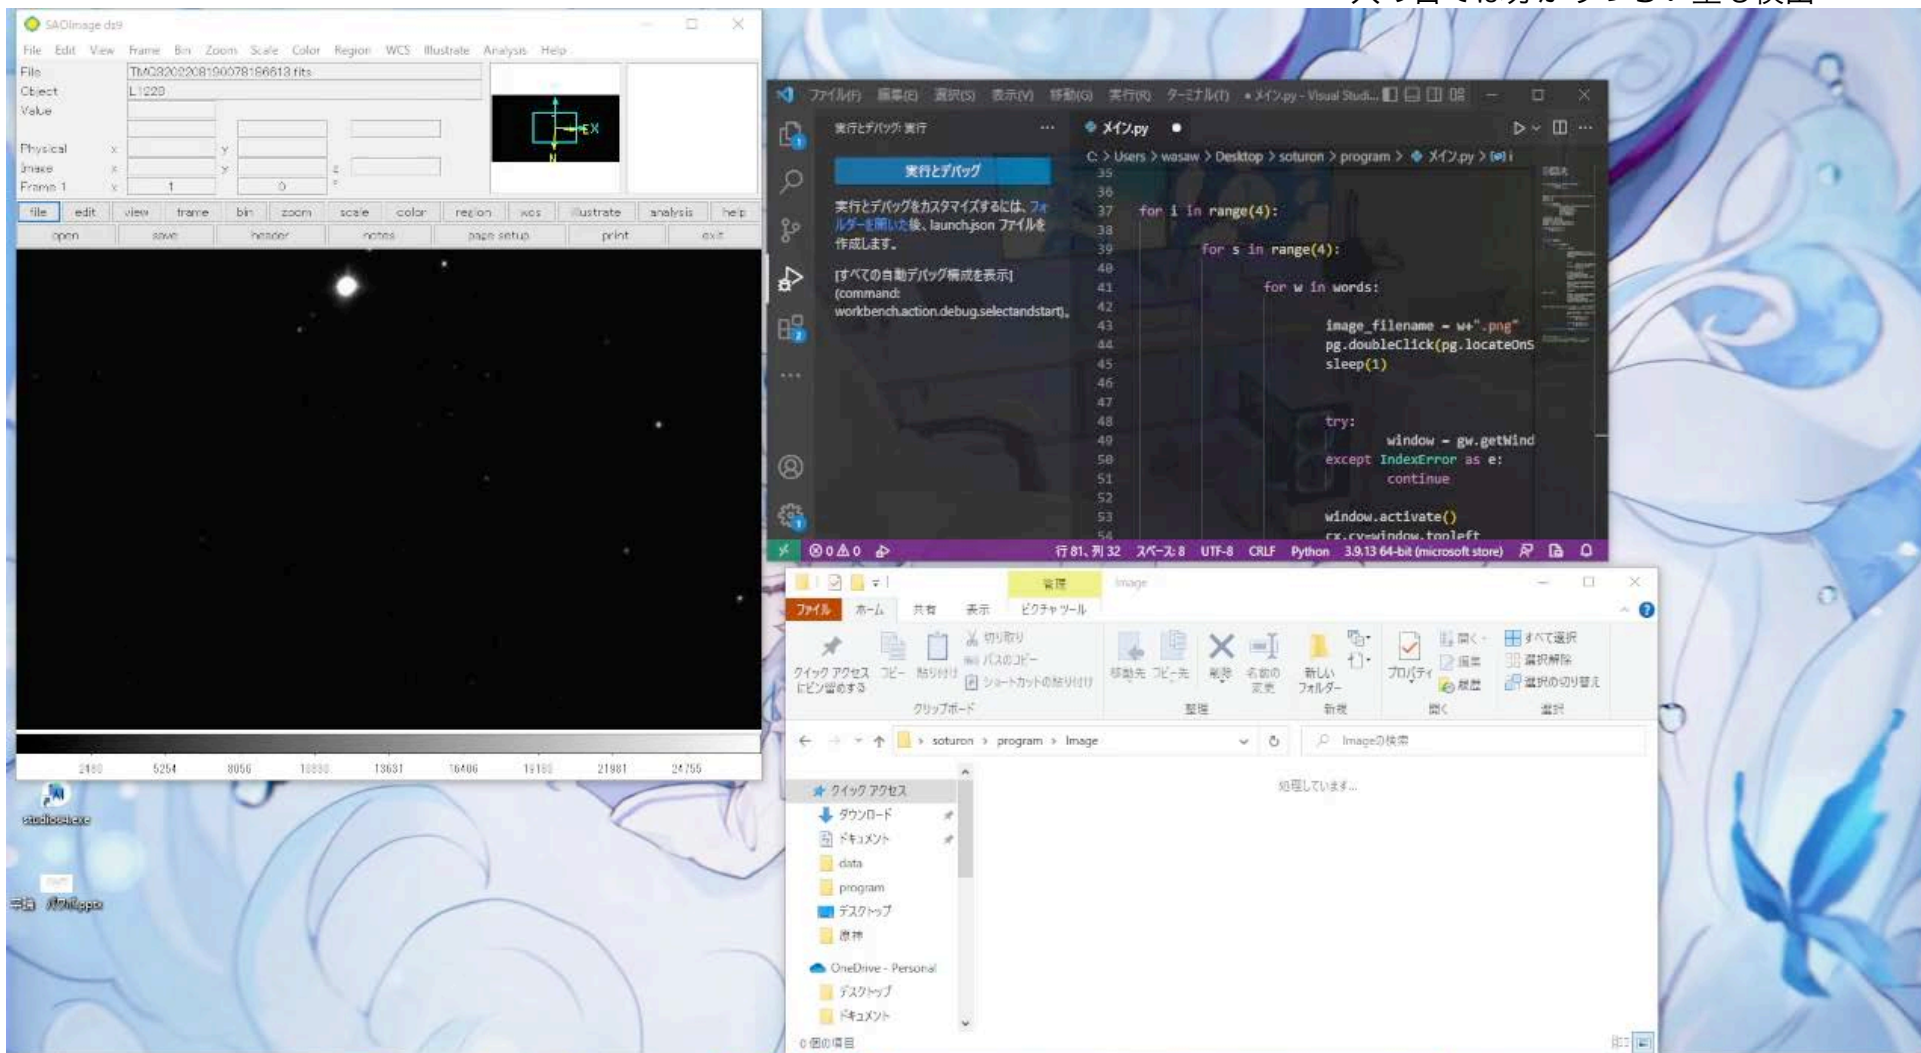 SAOImage ds9
File Edit View Frame Bin Zoom Scale Color Region WCS Illustrate Analysis Help
File
Object L1228
Value
Physical x y
Image x y z
Frame 1 x 1 0 °
file edit view frame bin zoom scale color region wcs illustrate analysis help
open save header notes page setup print exit
5254 8056 13631 16406 21981 24755
ファイル(F) 編集(E) 選択(S) 表示(V) 移動(G) 実行(R) ターミナル(T) ● メイン.py - Visual Studi...
実行とデバッグ: 実行 ···
メイン.py ●
C: > Users > wasaw > Desktop > soturon > program > メイン.py > i
実行とデバッグ
実行とデバッグをカスタマイズするには、フォ
ルダーを開いた後、launch.json ファイルを
作成します。
[すべての自動デバッグ構成を表示]
(command:
workbench.action.debug.selectandstart)。
35
36
37 for i in range(4):
38
39 for s in range(4):
40
41 for w in words:
42
43 image_filename = w+".png"
44 pg.doubleClick(pg.locateOnS
45 sleep(1)
46
47
48 try:
49 window = gw.getWind
50 except IndexError as e:
51 continue
52
53 window.activate()
54 cx,cy=window.topleft
0 0 行 81、列 32 スペース: 8 UTF-8 CRLF Python 3.9.13 64-bit (microsoft store)
管理 Image
ファイル ホーム 共有 表示 ピクチャ ツール
クイック アクセス
にピン留めする
コピー 貼り付け
切り取り
パスのコピー
ショートカットの貼り付け
移動先 コピー先 削除 名前の
変更
新しい
フォルダー
プロパティ
開く
編集
履歴
すべて選択
選択解除
選択の切り替え
クリップボード 整理 新規 開く 選択
soturon > program > Image
Imageの検索
処理しています...
クイック アクセス
ダウンロード
ドキュメント
data
program
デスクトップ
原神
OneDrive - Personal
デスクトップ
ドキュメント
0 個の項目